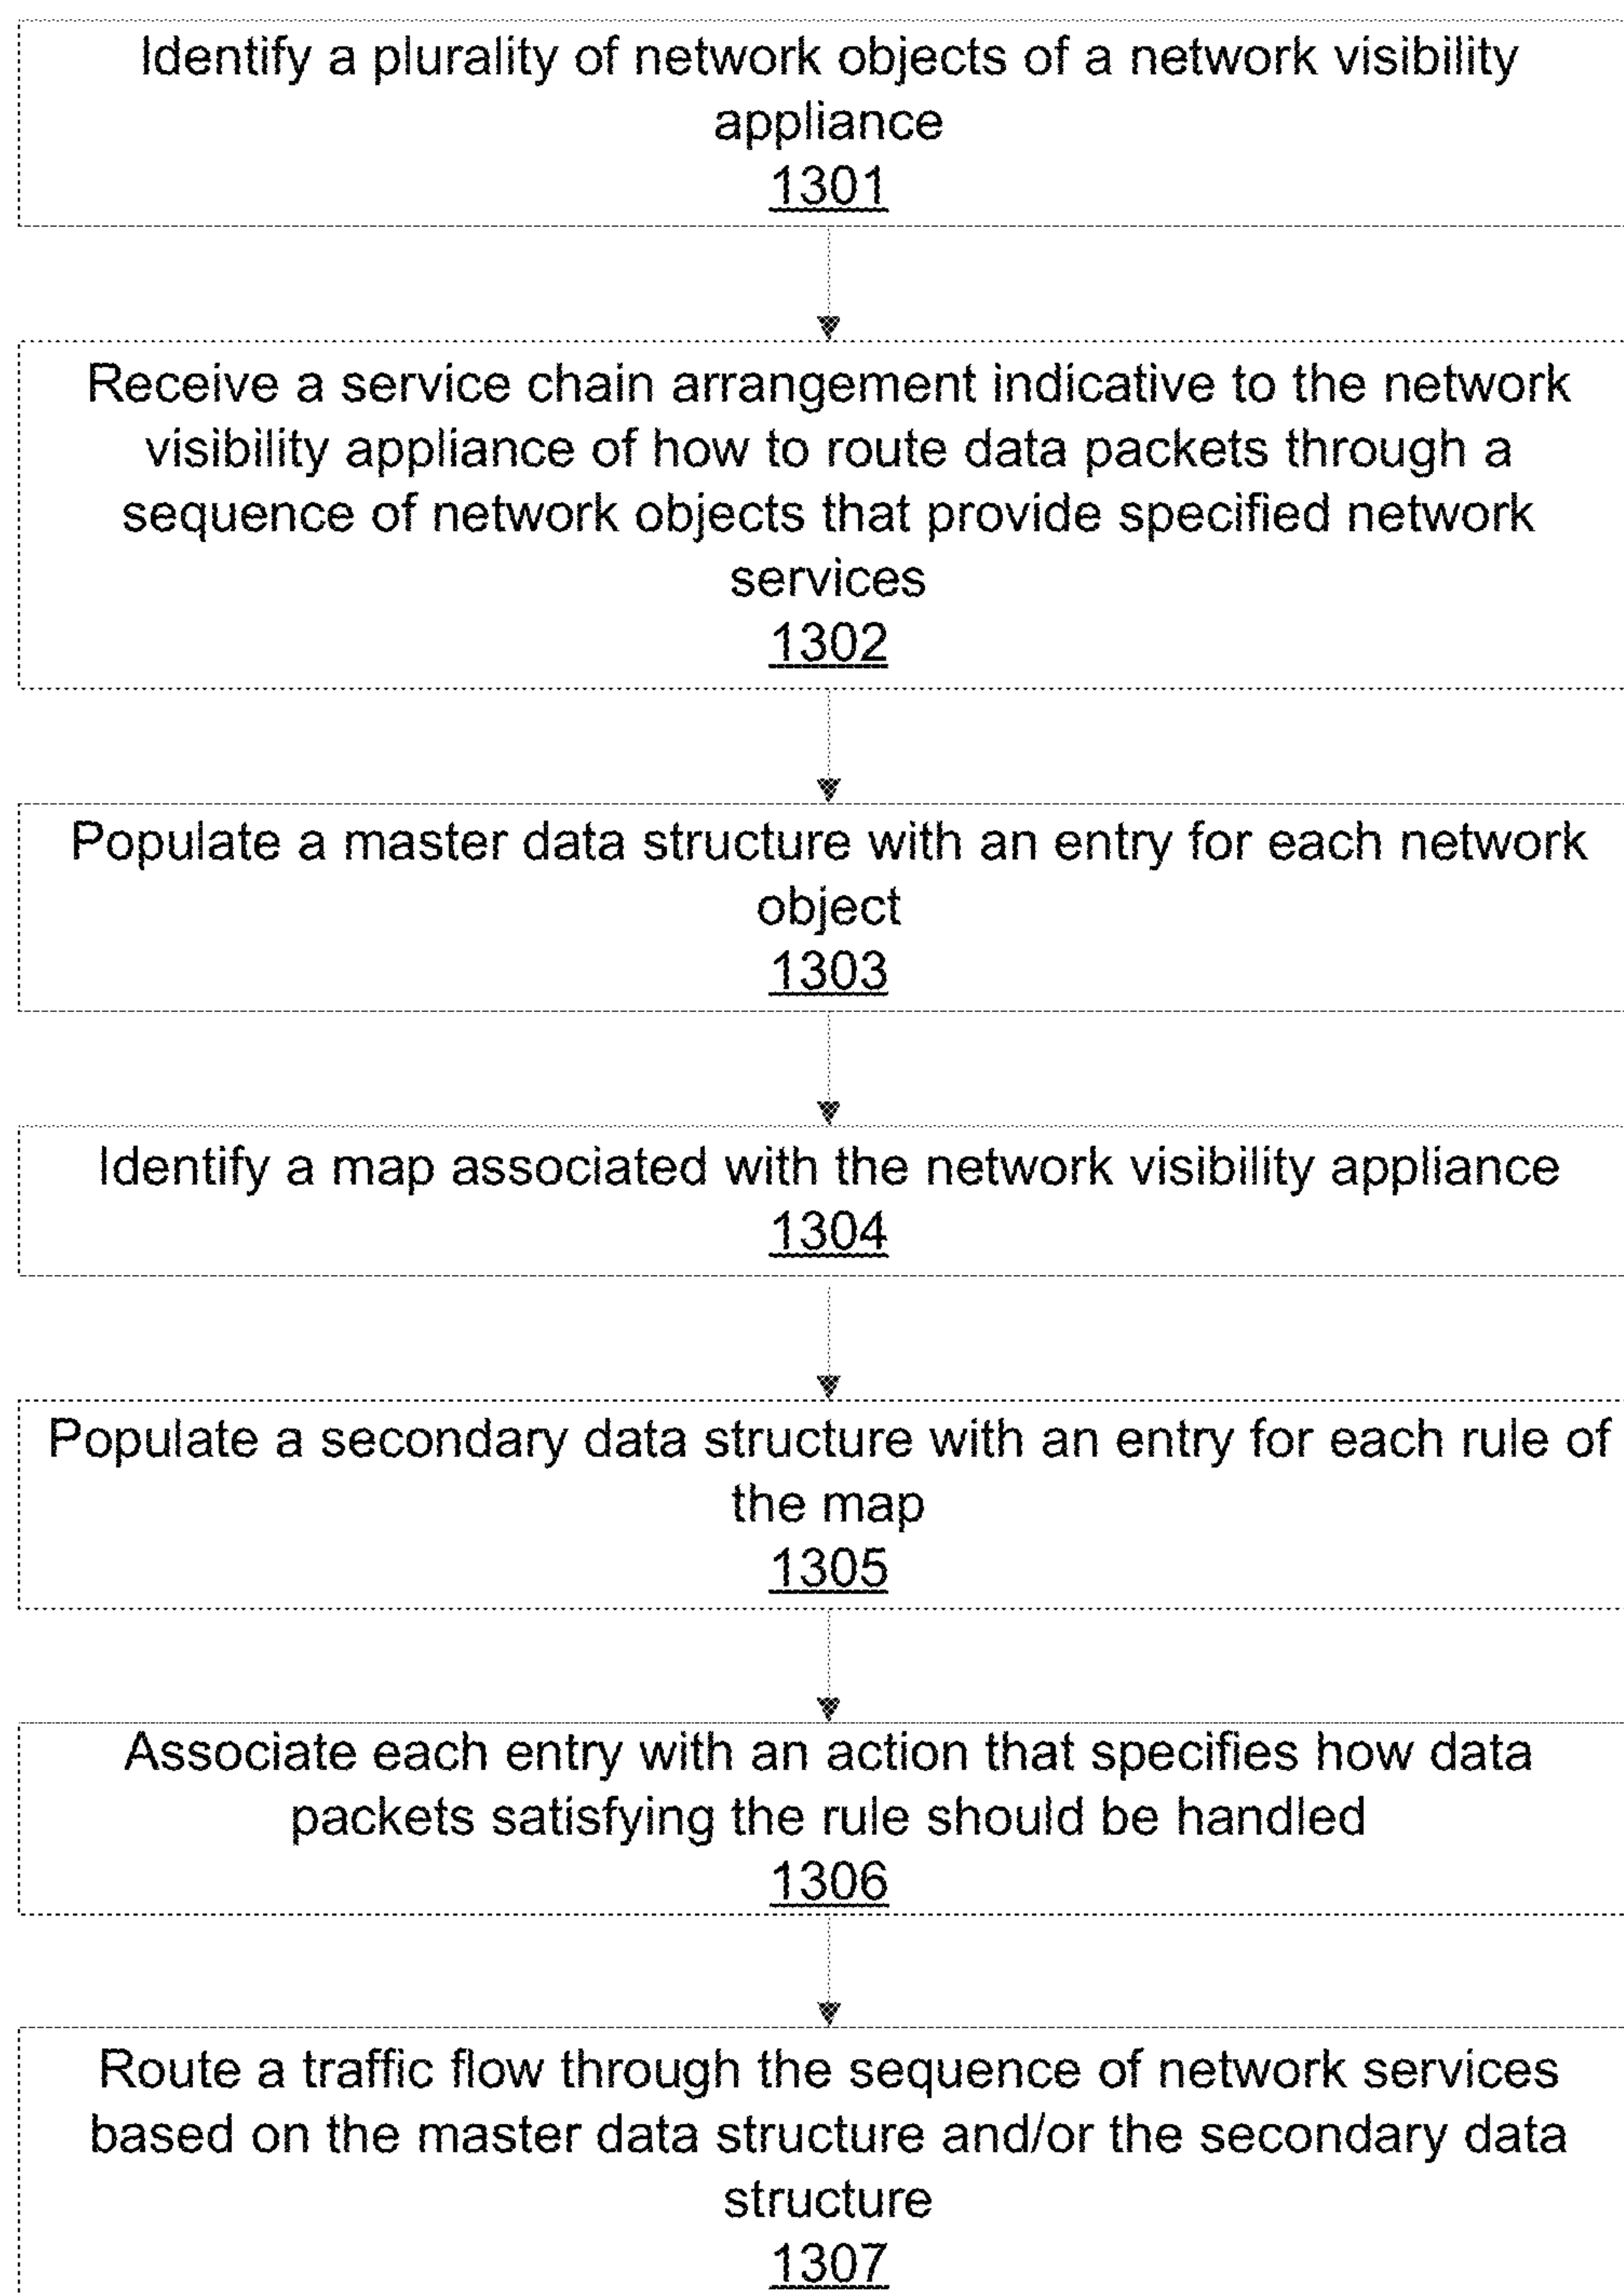 Identify a plurality of network objects of a network visibility
appliance
1301
Receive a service chain arrangement indicative to the network
visibility appliance of how to route data packets through a
sequence of network objects that provide specified network
services
1302
Populate a master data structure with an entry for each network
object
1303
Identify a map associated with the network visibility appliance
1304
Populate a secondary data structure with an entry for each rule of
the map
1305
Associate each entry with an action that specifies how data
packets satisfying the rule should be handled
1306
Route a traffic flow through the sequence of network services
based on the master data structure and/or the secondary data
structure
1307